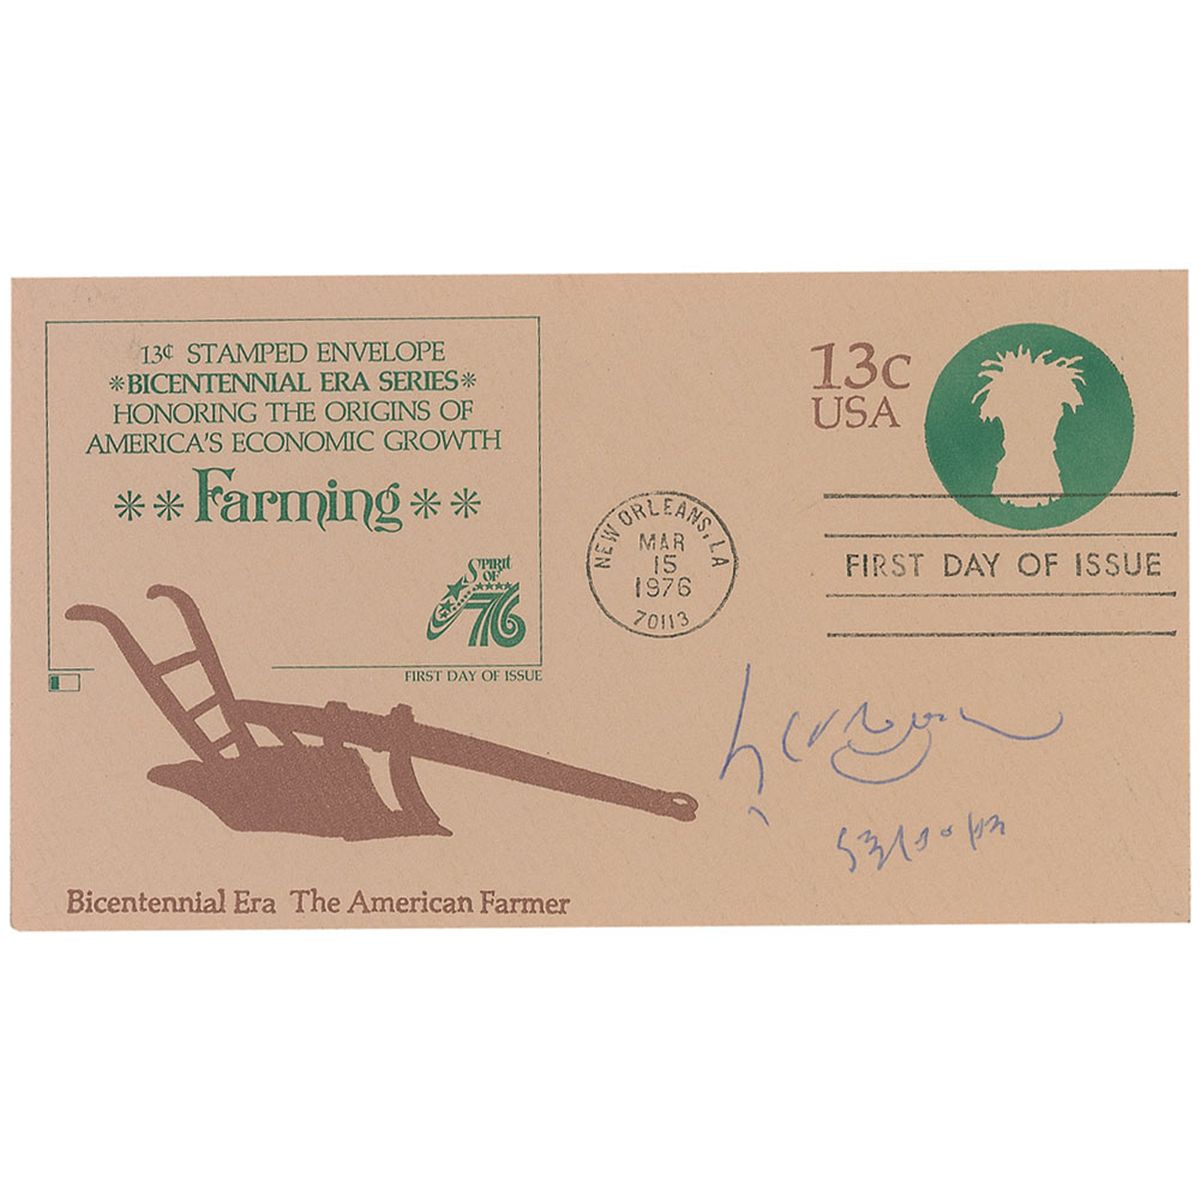 13¢ STAMPED ENVELOPE
*BICENTENNIAL ERA SERIES*
HONORING THE ORIGINS OF
AMERICA'S ECONOMIC GROWTH
** Farming **
SPIRIT
OF
76
FIRST DAY OF ISSUE
Bicentennial Era The American Farmer
NEW ORLEANS, LA
MAR
15
1976
70113
13c
USA
FIRST DAY OF ISSUE